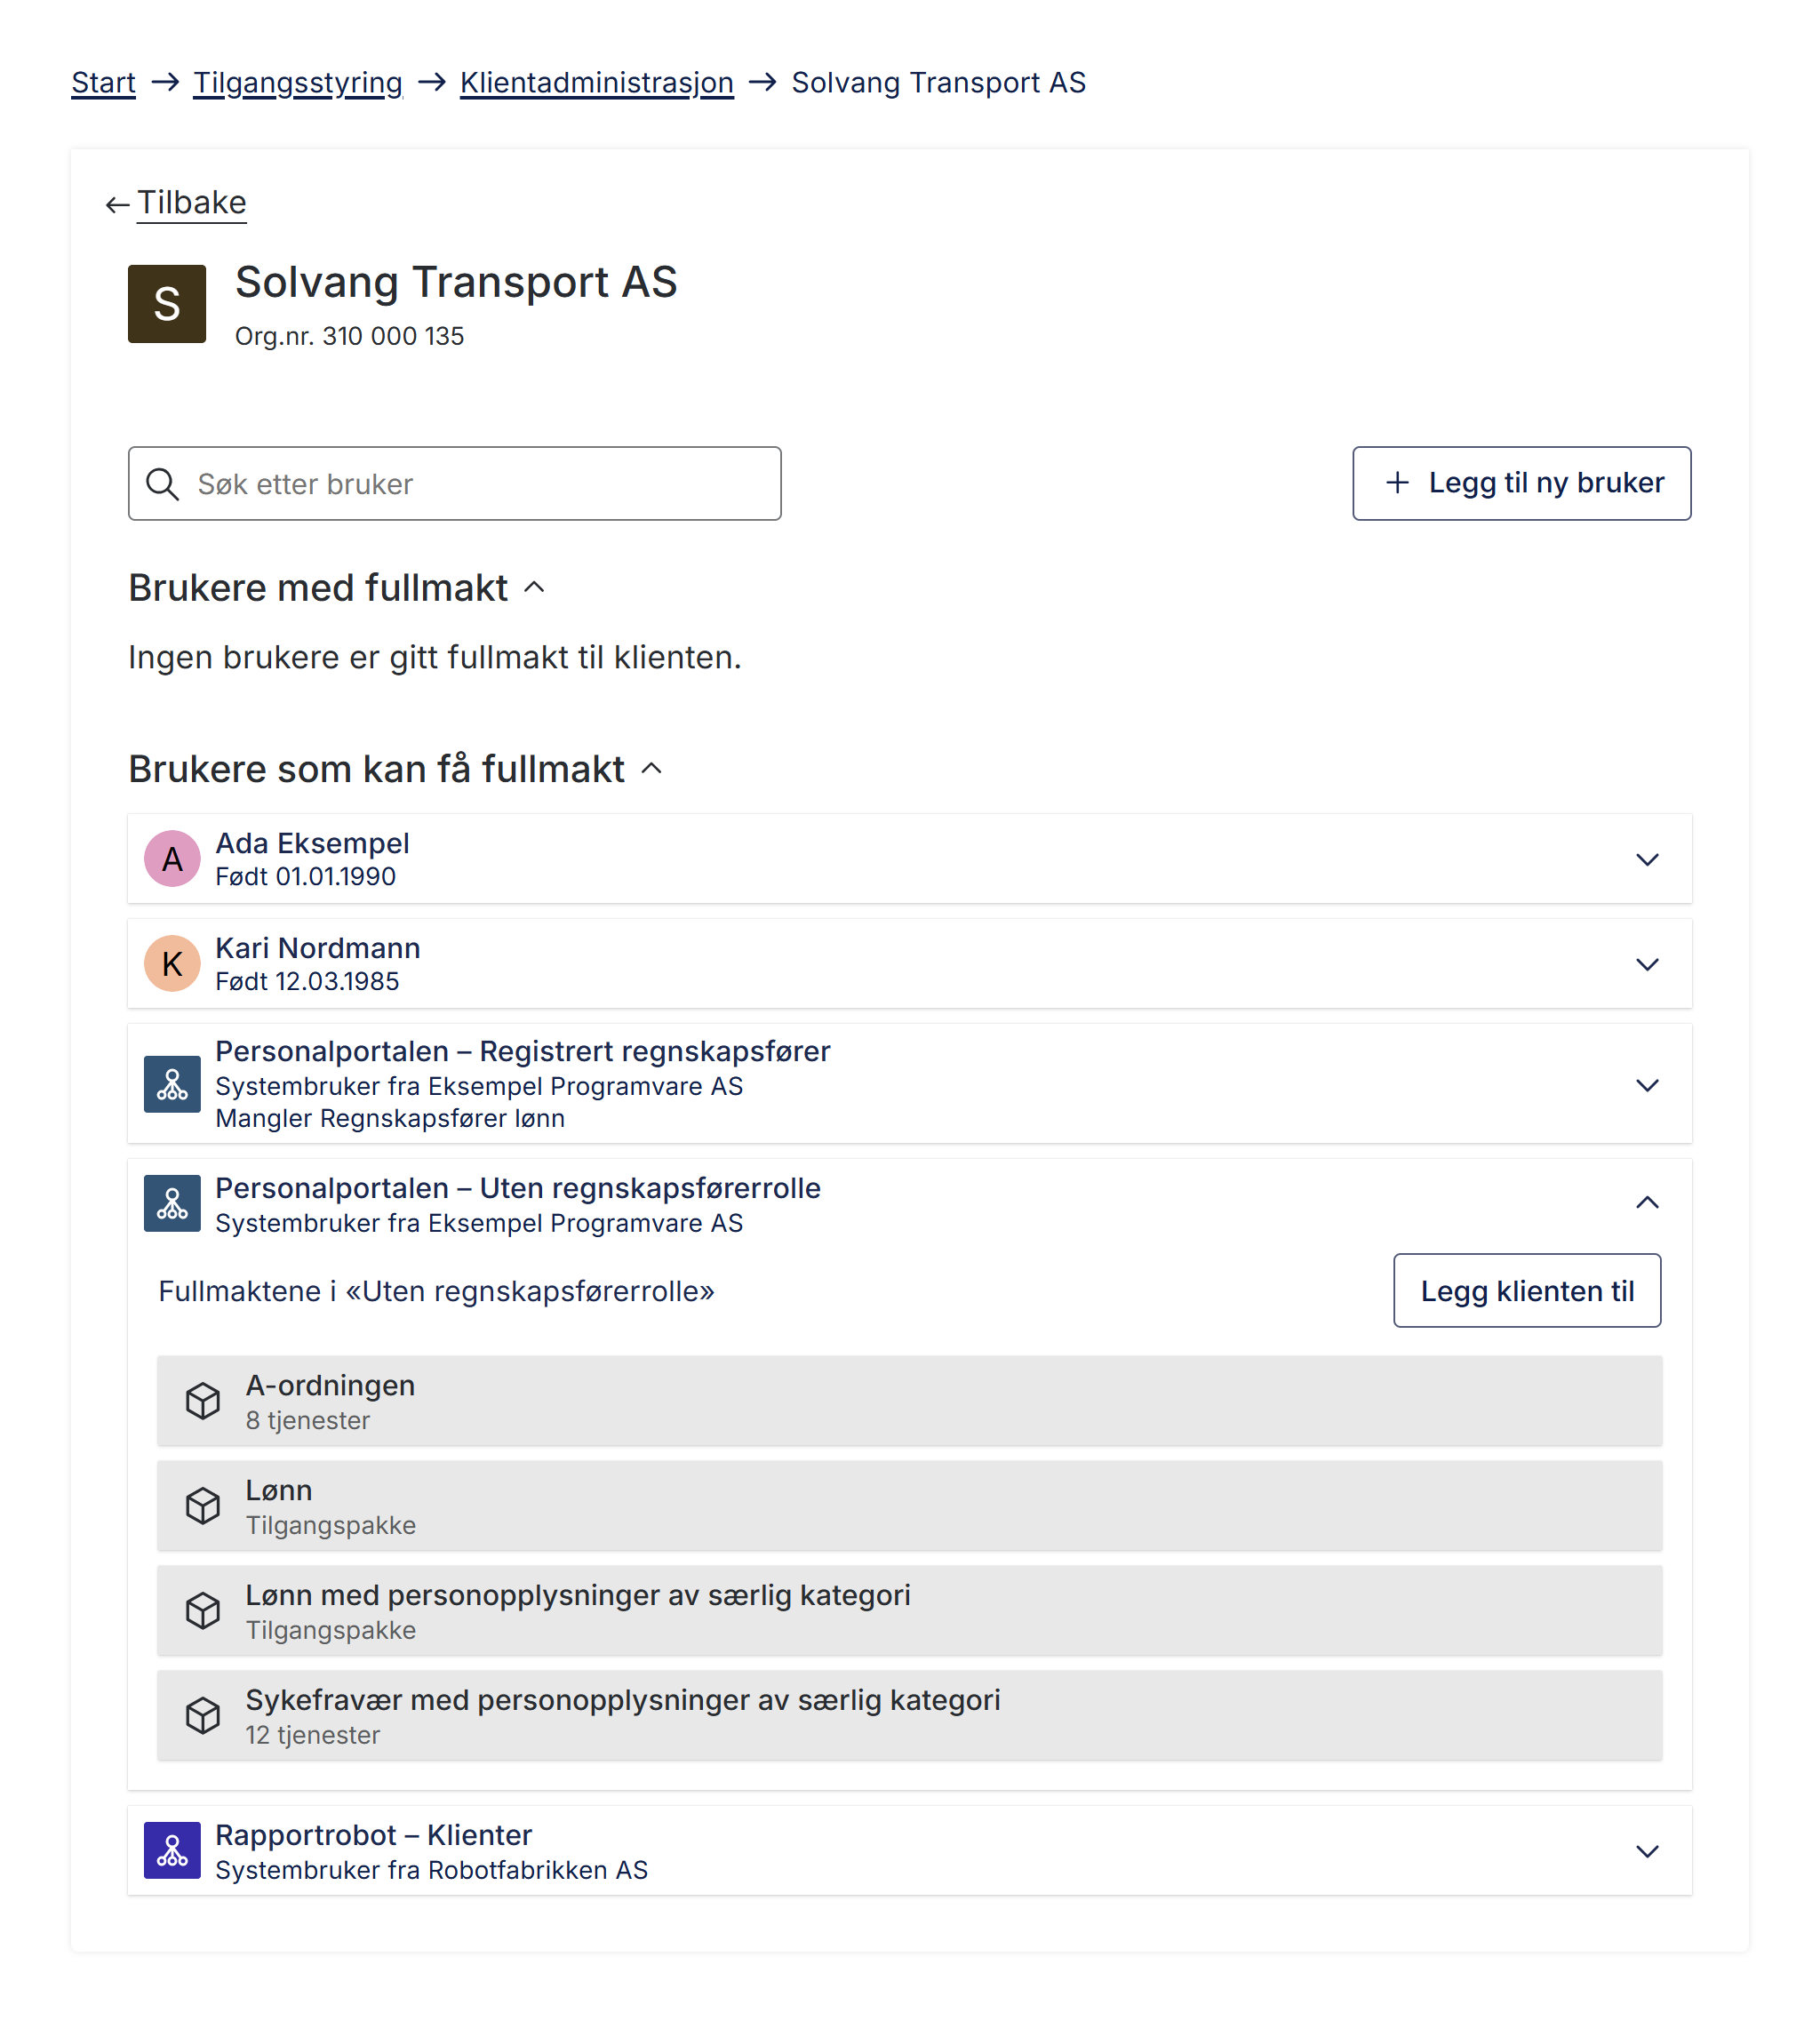 Start → Tilgangsstyring → Klientadministrasjon → Solvang Transport AS
← Tilbake
S
Solvang Transport AS
Org.nr. 310 000 135
Søk etter bruker
+ Legg til ny bruker
Brukere med fullmakt
Ingen brukere er gitt fullmakt til klienten.
Brukere som kan få fullmakt
A
Ada Eksempel
Født 01.01.1990
K
Kari Nordmann
Født 12.03.1985
Personalportalen – Registrert regnskapsfører
Systembruker fra Eksempel Programvare AS
Mangler Regnskapsfører lønn
Personalportalen – Uten regnskapsførerrolle
Systembruker fra Eksempel Programvare AS
Fullmaktene i «Uten regnskapsførerrolle»
Legg klienten til
A-ordningen
8 tjenester
Lønn
Tilgangspakke
Lønn med personopplysninger av særlig kategori
Tilgangspakke
Sykefravær med personopplysninger av særlig kategori
12 tjenester
Rapportrobot – Klienter
Systembruker fra Robotfabrikken AS